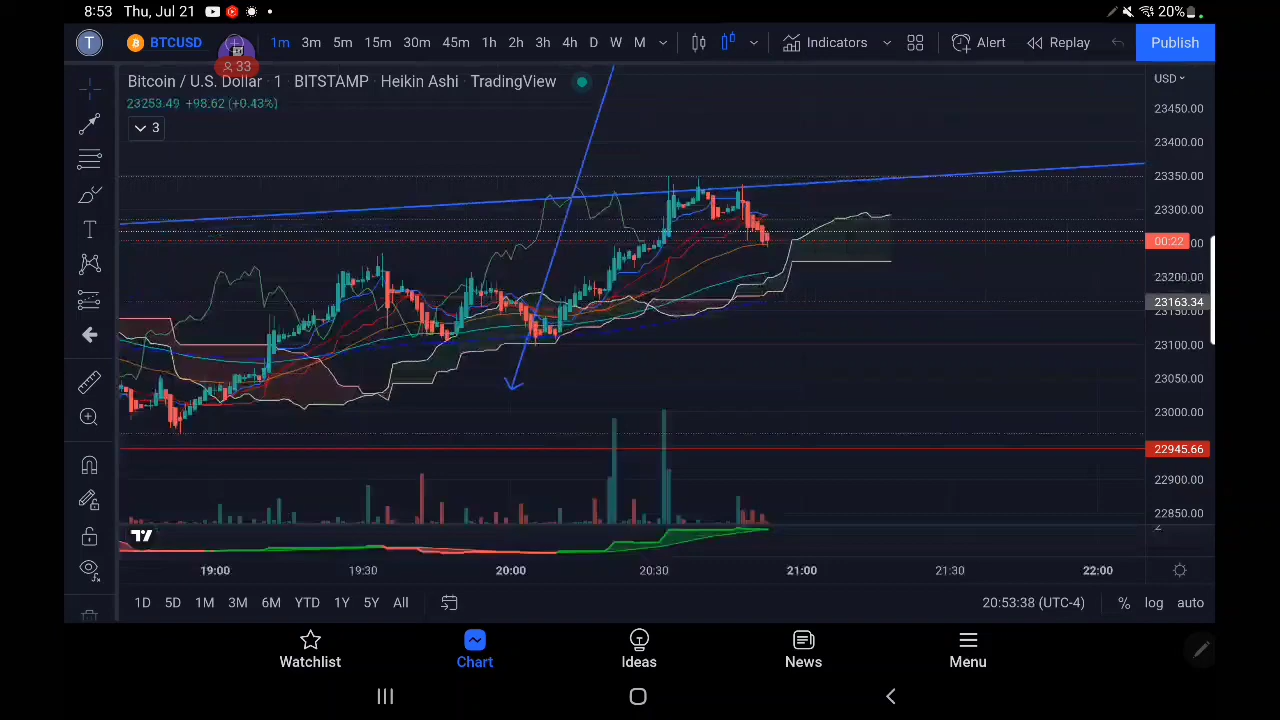 8:53 Thu, Jul 21 20%
T BTCUSD 1m 3m 5m 15m 30m 45m 1h 2h 3h 4h D W M Indicators Alert Replay Publish
33
Bitcoin / U.S. Dollar · 1 · BITSTAMP · Heikin Ashi · TradingView
USD
23253.49 +98.62 (+0.43%)
3
23450.00
23400.00
23350.00
23300.00
00:22
23200.00
23163.34
23150.00
23100.00
23050.00
23000.00
22945.66
22900.00
22850.00
19:00 19:30 20:00 20:30 21:00 21:30 22:00
1D 5D 1M 3M 6M YTD 1Y 5Y All 20:53:38 (UTC-4) % log auto
Watchlist Chart Ideas News Menu